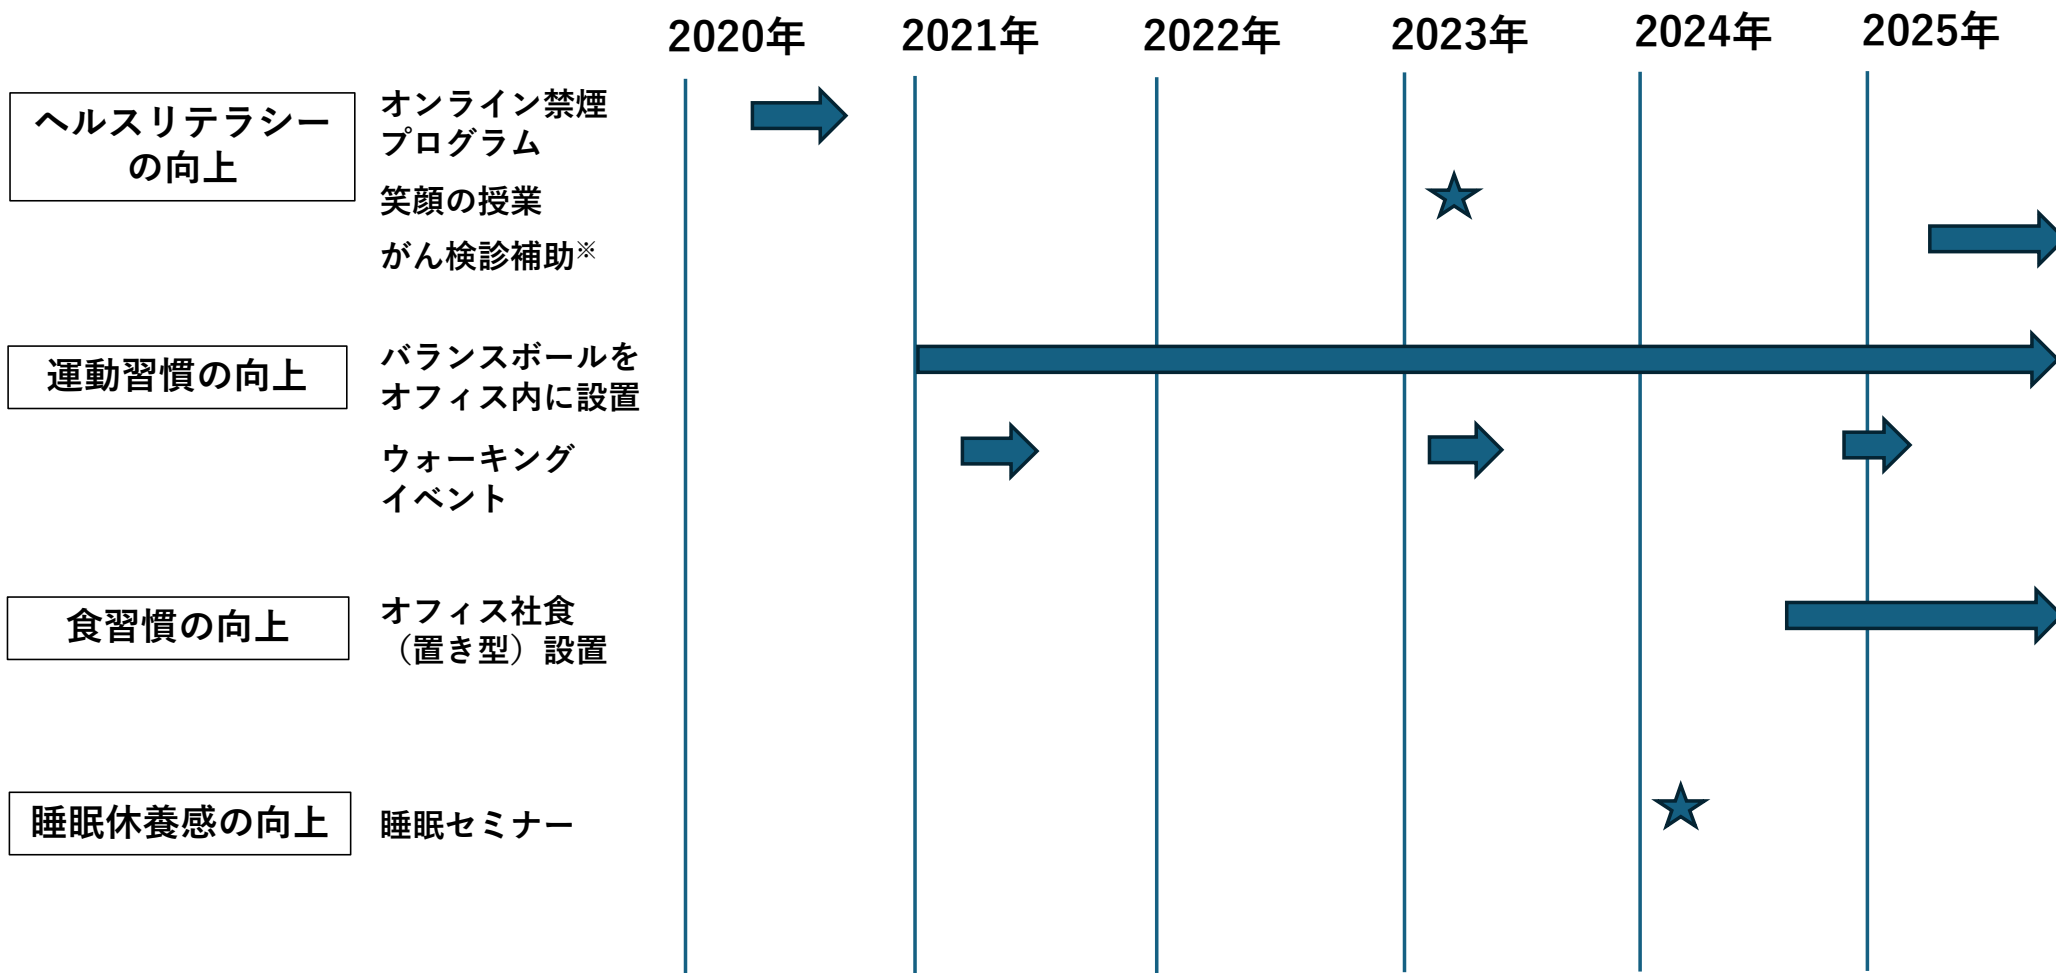 2020年 2021年 2022年 2023年 2024年 2025年
ヘルスリテラシー
の向上
オンライン禁煙
プログラム
笑顔の授業
がん検診補助※
運動習慣の向上
バランスボールを
オフィス内に設置
ウォーキング
イベント
食習慣の向上
オフィス社食
（置き型）設置
睡眠休養感の向上
睡眠セミナー